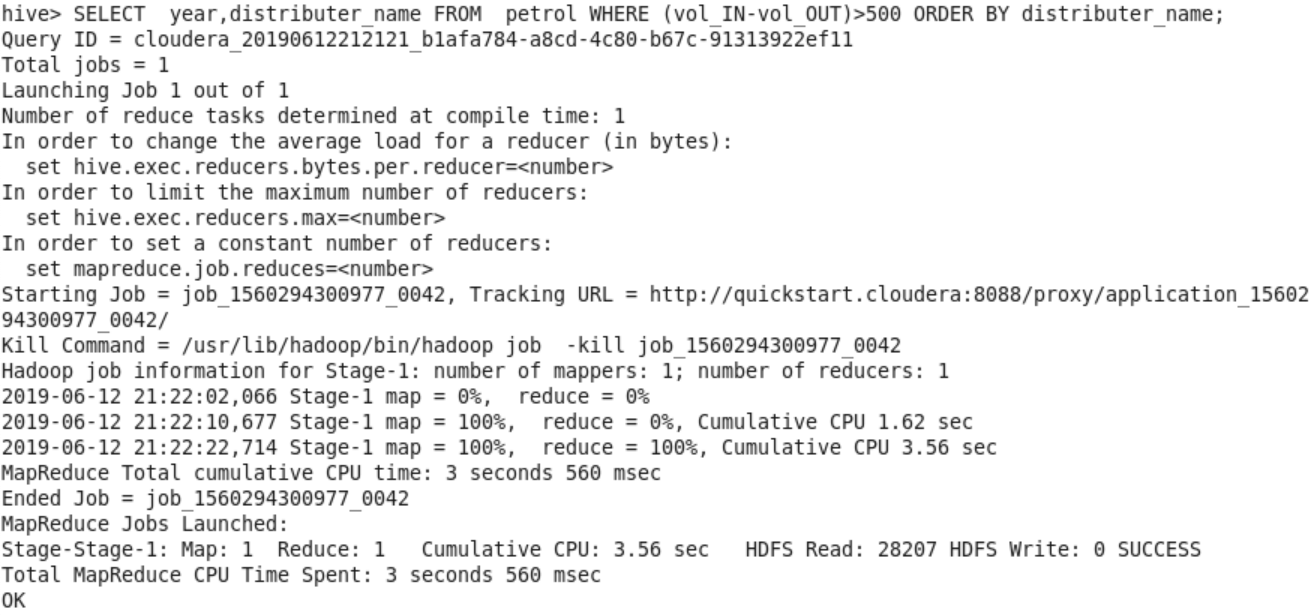 hive> SELECT  year,distributer_name FROM  petrol WHERE (vol_IN-vol_OUT)>500 ORDER BY distributer_name;
Query ID = cloudera_20190612212121_b1afa784-a8cd-4c80-b67c-91313922ef11
Total jobs = 1
Launching Job 1 out of 1
Number of reduce tasks determined at compile time: 1
In order to change the average load for a reducer (in bytes):
  set hive.exec.reducers.bytes.per.reducer=<number>
In order to limit the maximum number of reducers:
  set hive.exec.reducers.max=<number>
In order to set a constant number of reducers:
  set mapreduce.job.reduces=<number>
Starting Job = job_1560294300977_0042, Tracking URL = http://quickstart.cloudera:8088/proxy/application_15602
94300977_0042/
Kill Command = /usr/lib/hadoop/bin/hadoop job  -kill job_1560294300977_0042
Hadoop job information for Stage-1: number of mappers: 1; number of reducers: 1
2019-06-12 21:22:02,066 Stage-1 map = 0%,  reduce = 0%
2019-06-12 21:22:10,677 Stage-1 map = 100%,  reduce = 0%, Cumulative CPU 1.62 sec
2019-06-12 21:22:22,714 Stage-1 map = 100%,  reduce = 100%, Cumulative CPU 3.56 sec
MapReduce Total cumulative CPU time: 3 seconds 560 msec
Ended Job = job_1560294300977_0042
MapReduce Jobs Launched:
Stage-Stage-1: Map: 1  Reduce: 1   Cumulative CPU: 3.56 sec   HDFS Read: 28207 HDFS Write: 0 SUCCESS
Total MapReduce CPU Time Spent: 3 seconds 560 msec
OK